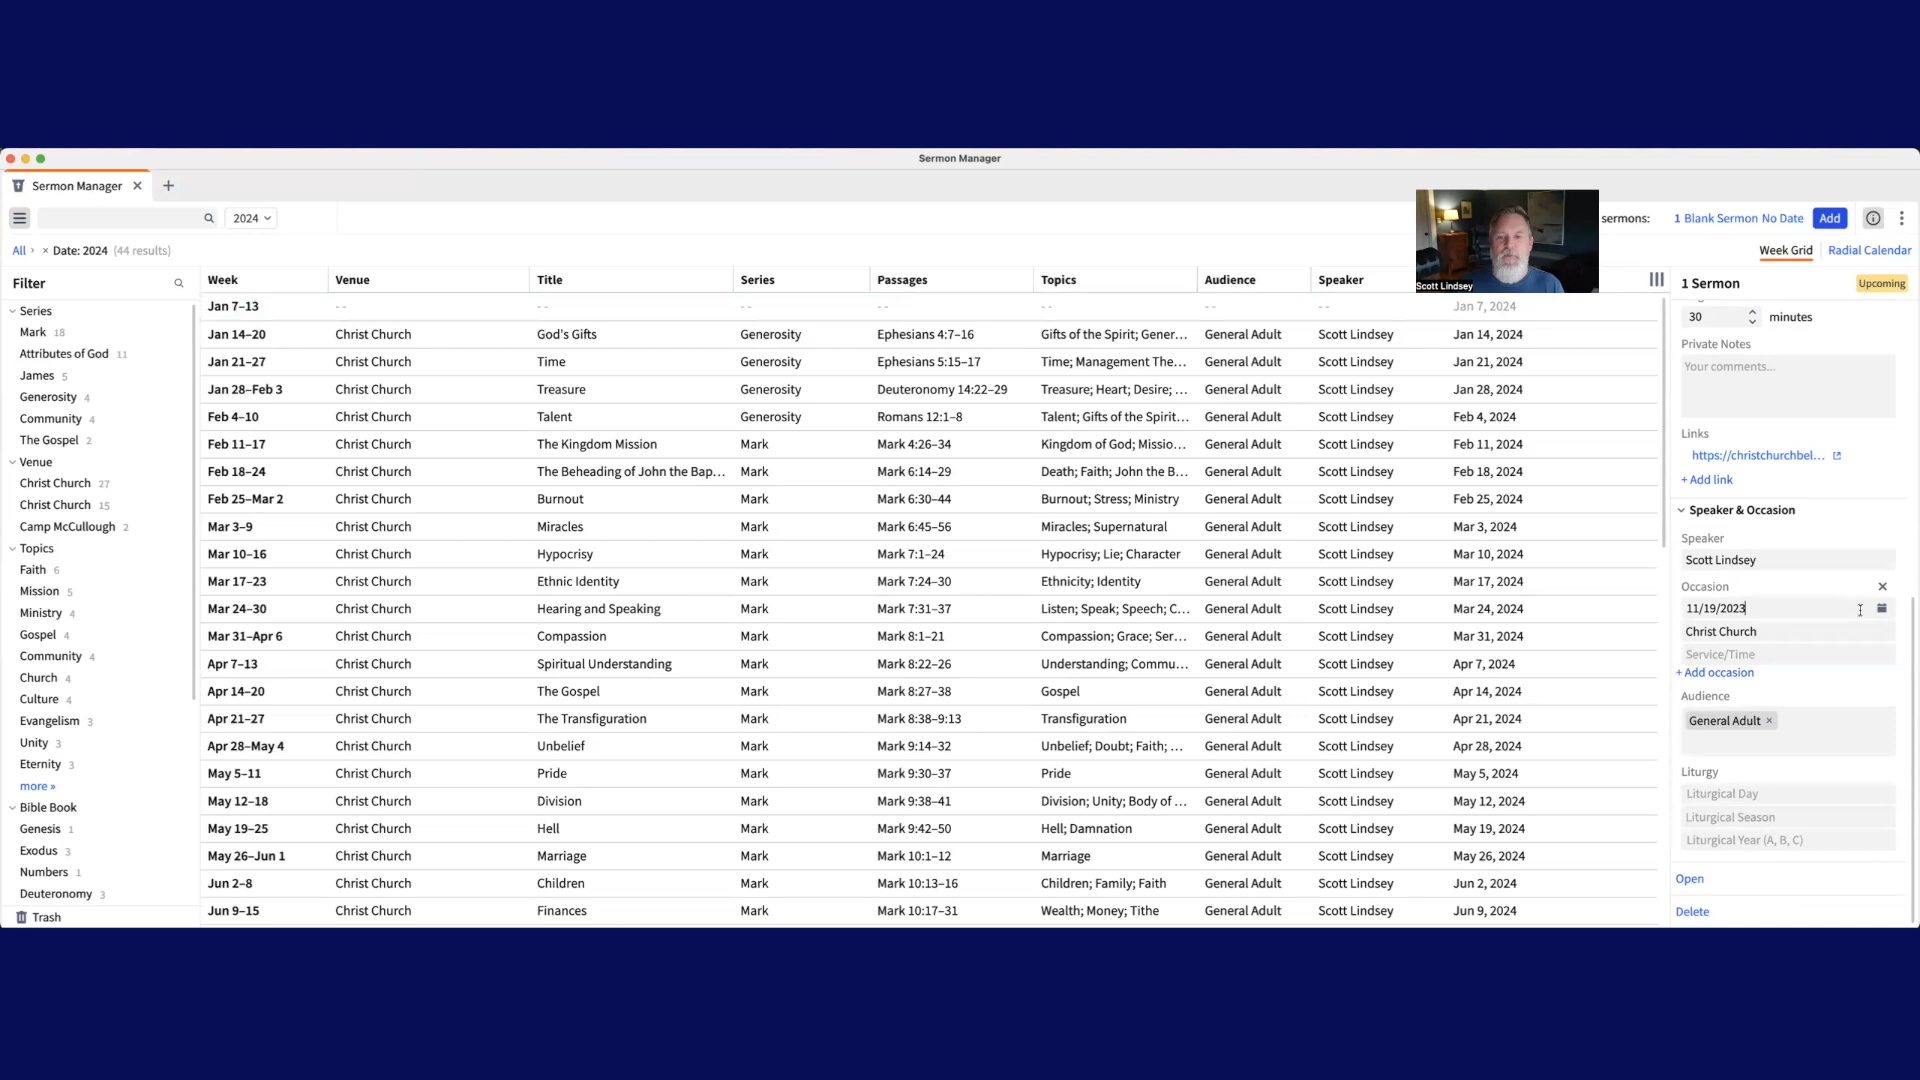 Sermon Manager
Sermon Manager
2024
sermons: 1 Blank Sermon No Date Add
All › × Date: 2024 (44 results)
Week Grid Radial Calendar
Filter
Series
Mark 18
Attributes of God 11
James 5
Generosity 4
Community 4
The Gospel 2
Venue
Christ Church 27
Christ Church 15
Camp McCullough 2
Topics
Faith 6
Mission 5
Ministry 4
Gospel 4
Community 4
Church 4
Culture 4
Evangelism 3
Unity 3
Eternity 3
more »
Bible Book
Genesis 1
Exodus 3
Numbers 1
Deuteronomy 3
Trash
Week Venue Title Series Passages Topics Audience Speaker
Scott Lindsey
Jan 7–13 -- -- -- -- -- -- -- Jan 7, 2024
Jan 14–20 Christ Church God's Gifts Generosity Ephesians 4:7–16 Gifts of the Spirit; Gener... General Adult Scott Lindsey Jan 14, 2024
Jan 21–27 Christ Church Time Generosity Ephesians 5:15–17 Time; Management The... General Adult Scott Lindsey Jan 21, 2024
Jan 28–Feb 3 Christ Church Treasure Generosity Deuteronomy 14:22–29 Treasure; Heart; Desire; ... General Adult Scott Lindsey Jan 28, 2024
Feb 4–10 Christ Church Talent Generosity Romans 12:1–8 Talent; Gifts of the Spirit... General Adult Scott Lindsey Feb 4, 2024
Feb 11–17 Christ Church The Kingdom Mission Mark Mark 4:26–34 Kingdom of God; Missio... General Adult Scott Lindsey Feb 11, 2024
Feb 18–24 Christ Church The Beheading of John the Bap... Mark Mark 6:14–29 Death; Faith; John the B... General Adult Scott Lindsey Feb 18, 2024
Feb 25–Mar 2 Christ Church Burnout Mark Mark 6:30–44 Burnout; Stress; Ministry General Adult Scott Lindsey Feb 25, 2024
Mar 3–9 Christ Church Miracles Mark Mark 6:45–56 Miracles; Supernatural General Adult Scott Lindsey Mar 3, 2024
Mar 10–16 Christ Church Hypocrisy Mark Mark 7:1–24 Hypocrisy; Lie; Character General Adult Scott Lindsey Mar 10, 2024
Mar 17–23 Christ Church Ethnic Identity Mark Mark 7:24–30 Ethnicity; Identity General Adult Scott Lindsey Mar 17, 2024
Mar 24–30 Christ Church Hearing and Speaking Mark Mark 7:31–37 Listen; Speak; Speech; C... General Adult Scott Lindsey Mar 24, 2024
Mar 31–Apr 6 Christ Church Compassion Mark Mark 8:1–21 Compassion; Grace; Ser... General Adult Scott Lindsey Mar 31, 2024
Apr 7–13 Christ Church Spiritual Understanding Mark Mark 8:22–26 Understanding; Commu... General Adult Scott Lindsey Apr 7, 2024
Apr 14–20 Christ Church The Gospel Mark Mark 8:27–38 Gospel General Adult Scott Lindsey Apr 14, 2024
Apr 21–27 Christ Church The Transfiguration Mark Mark 8:38–9:13 Transfiguration General Adult Scott Lindsey Apr 21, 2024
Apr 28–May 4 Christ Church Unbelief Mark Mark 9:14–32 Unbelief; Doubt; Faith; ... General Adult Scott Lindsey Apr 28, 2024
May 5–11 Christ Church Pride Mark Mark 9:30–37 Pride General Adult Scott Lindsey May 5, 2024
May 12–18 Christ Church Division Mark Mark 9:38–41 Division; Unity; Body of ... General Adult Scott Lindsey May 12, 2024
May 19–25 Christ Church Hell Mark Mark 9:42–50 Hell; Damnation General Adult Scott Lindsey May 19, 2024
May 26–Jun 1 Christ Church Marriage Mark Mark 10:1–12 Marriage General Adult Scott Lindsey May 26, 2024
Jun 2–8 Christ Church Children Mark Mark 10:13–16 Children; Family; Faith General Adult Scott Lindsey Jun 2, 2024
Jun 9–15 Christ Church Finances Mark Mark 10:17–31 Wealth; Money; Tithe General Adult Scott Lindsey Jun 9, 2024
1 Sermon Upcoming
30 minutes
Private Notes
Your comments...
Links
https://christchurchbel...
+ Add link
Speaker & Occasion
Speaker
Scott Lindsey
Occasion
11/19/2023
Christ Church
Service/Time
+ Add occasion
Audience
General Adult ×
Liturgy
Liturgical Day
Liturgical Season
Liturgical Year (A, B, C)
Open
Delete